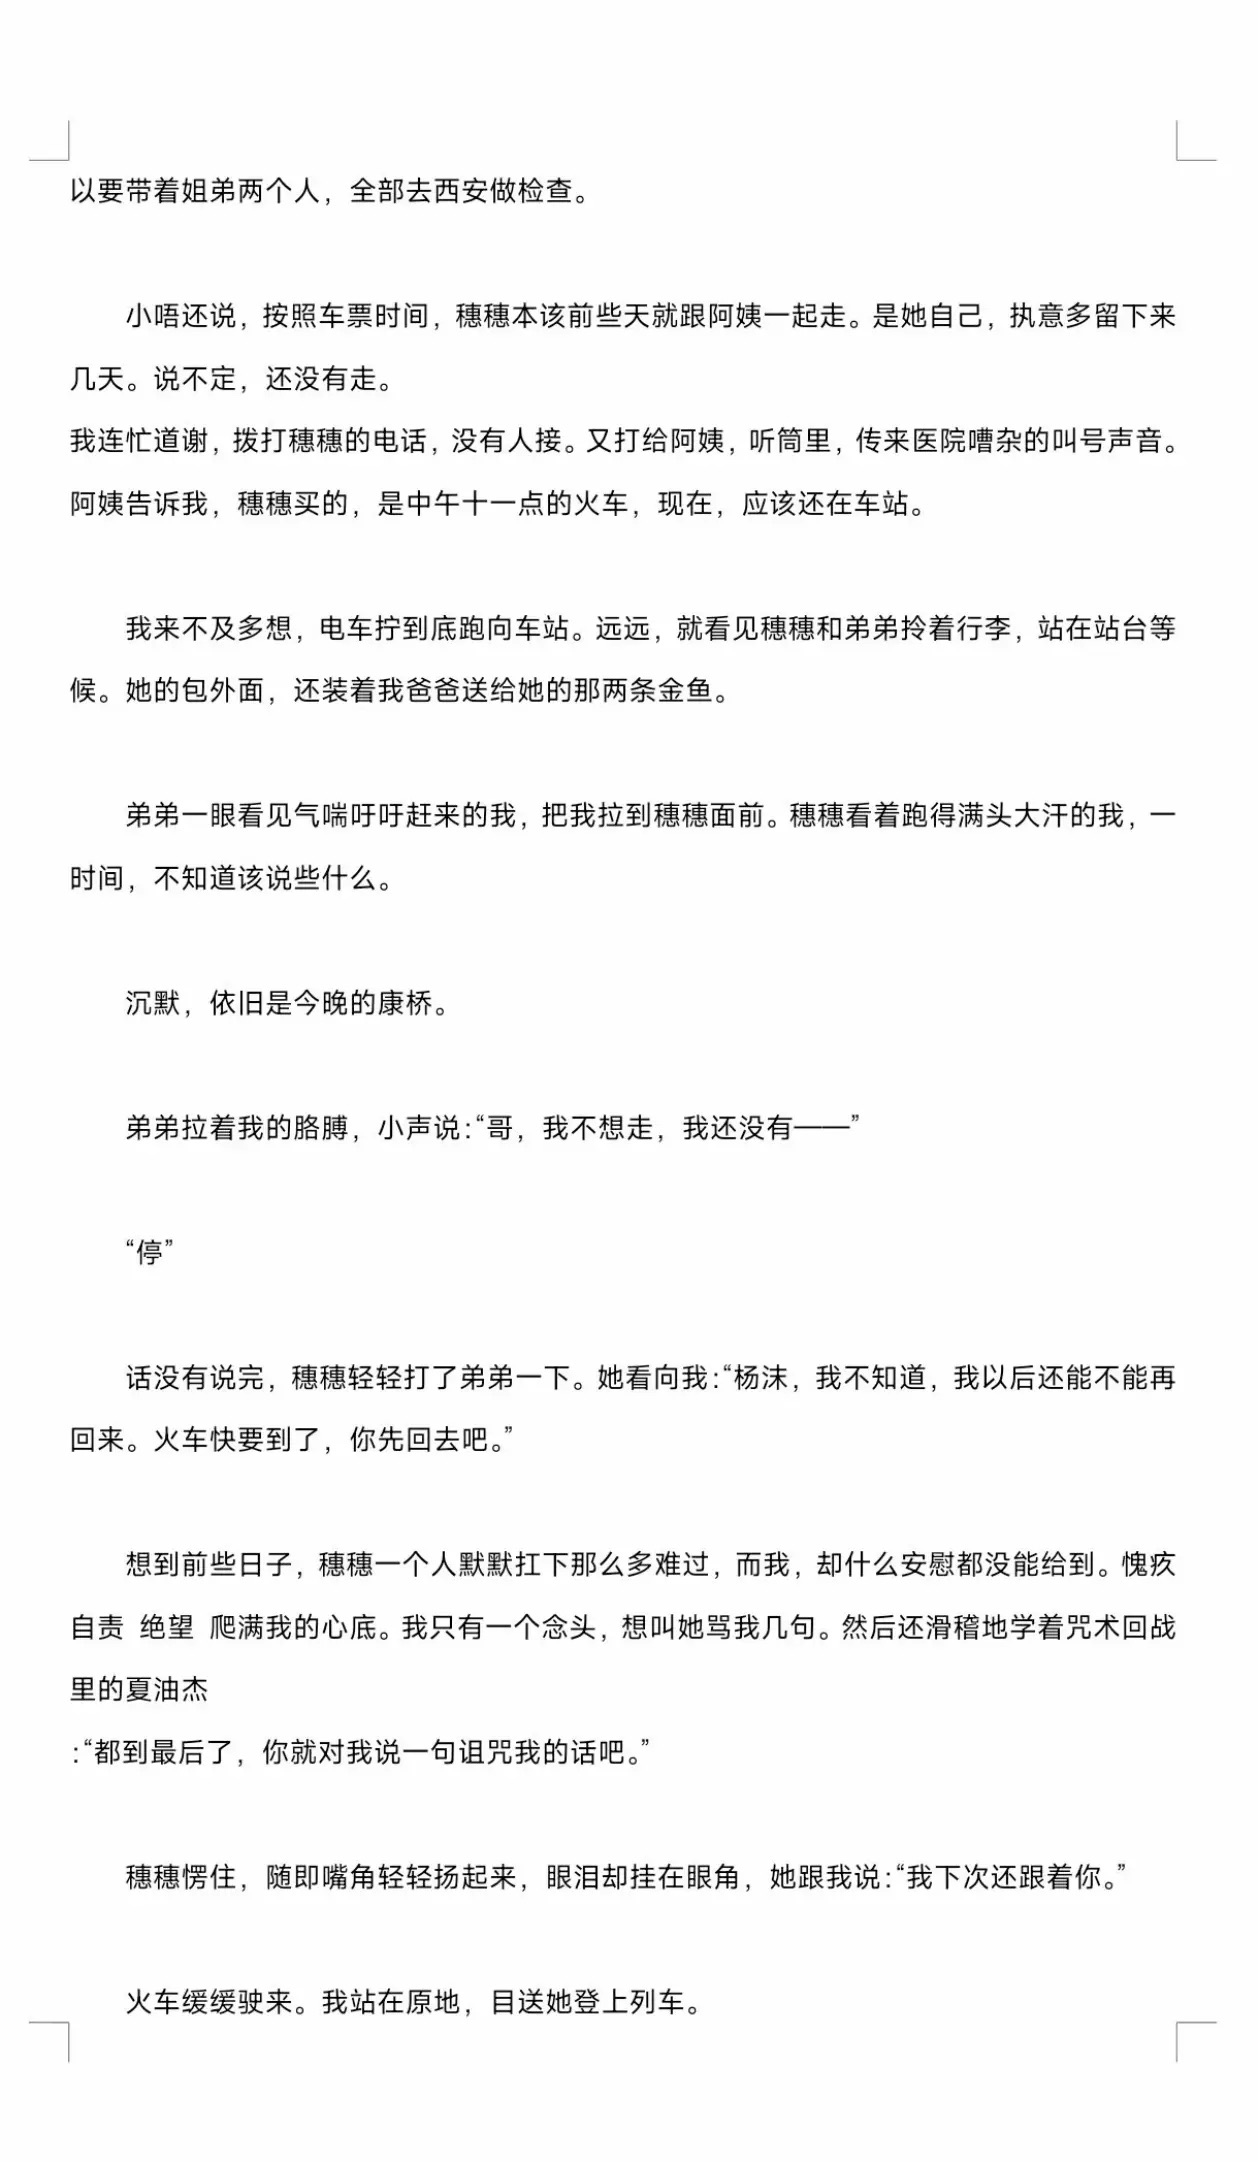 以要带着姐弟两个人，全部去西安做检查。
小唔还说，按照车票时间，穗穗本该前些天就跟阿姨一起走。是她自己，执意多留下来
几天。说不定，还没有走。
我连忙道谢，拨打穗穗的电话，没有人接。又打给阿姨，听筒里，传来医院嘈杂的叫号声音。
阿姨告诉我，穗穗买的，是中午十一点的火车，现在，应该还在车站。
我来不及多想，电车拧到底跑向车站。远远，就看见穗穗和弟弟拎着行李，站在站台等
候。她的包外面，还装着我爸爸送给她的那两条金鱼。
弟弟一眼看见气喘吁吁赶来的我，把我拉到穗穗面前。穗穗看着跑得满头大汗的我，一
时间，不知道该说些什么。
沉默，依旧是今晚的康桥。
弟弟拉着我的胳膊，小声说：“哥，我不想走，我还没有——”
“停”
话没有说完，穗穗轻轻打了弟弟一下。她看向我：“杨沫，我不知道，我以后还能不能再
回来。火车快要到了，你先回去吧。”
想到前些日子，穗穗一个人默默扛下那么多难过，而我，却什么安慰都没能给到。愧疚
自责 绝望 爬满我的心底。我只有一个念头，想叫她骂我几句。然后还滑稽地学着咒术回战
里的夏油杰
：“都到最后了，你就对我说一句诅咒我的话吧。”
穗穗愣住，随即嘴角轻轻扬起来，眼泪却挂在眼角，她跟我说：“我下次还跟着你。”
火车缓缓驶来。我站在原地，目送她登上列车。